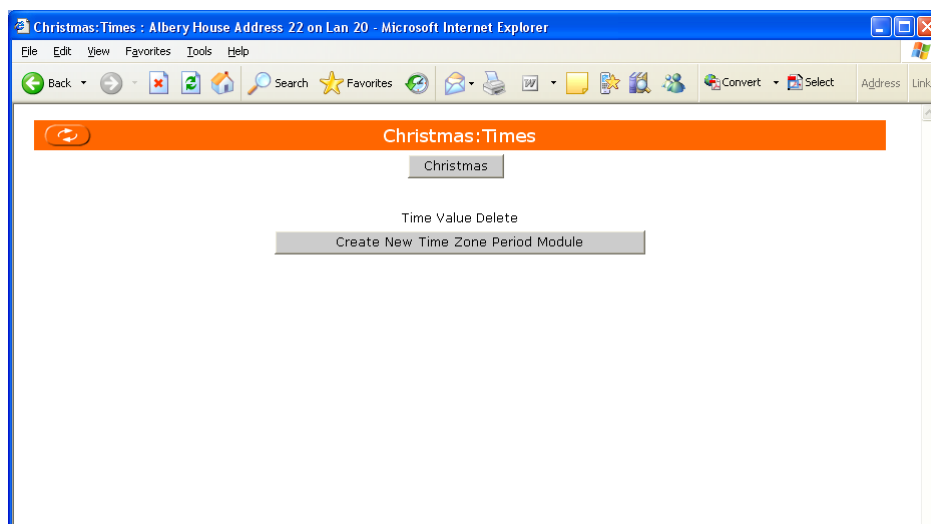 Christmas:Times : Albery House Address 22 on Lan 20 - Microsoft Internet Explorer
File Edit View Favorites Tools Help
Back Search Favorites Convert Select Address Link
Christmas:Times
Christmas
Time Value Delete
Create New Time Zone Period Module